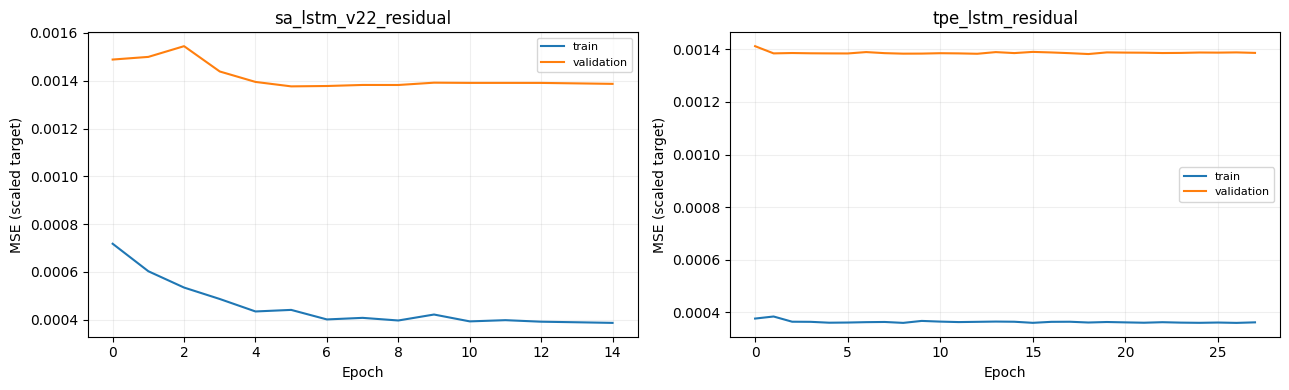 sa_lstm_v22_residual
MSE (scaled target)
0.0016
0.0014
0.0012
0.0010
0.0008
0.0006
0.0004
train
validation
0 2 4 6 8 10 12 14
Epoch
tpe_lstm_residual
MSE (scaled target)
0.0014
0.0012
0.0010
0.0008
0.0006
0.0004
train
validation
0 5 10 15 20 25
Epoch